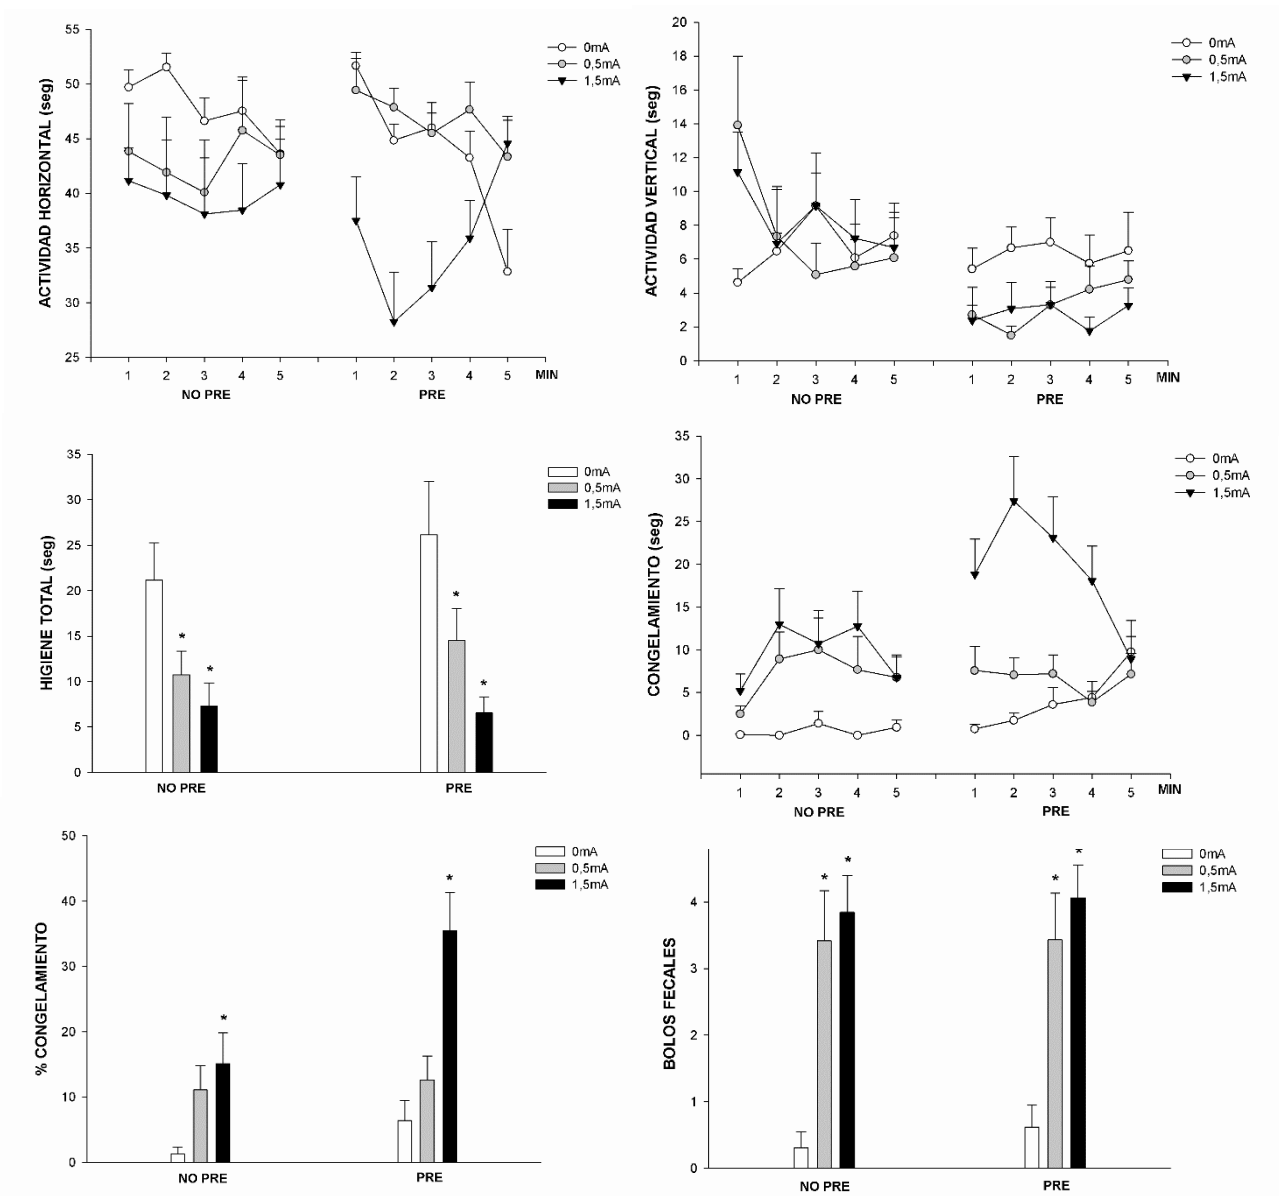 ACTIVIDAD HORIZONTAL (seg)
55
50
45
40
35
30
25
0mA
0,5mA
1,5mA
1 2 3 4 5 1 2 3 4 5 MIN
NO PRE PRE
ACTIVIDAD VERTICAL (seg)
20
18
16
14
12
10
8
6
4
2
0
0mA
0,5mA
1,5mA
1 2 3 4 5 1 2 3 4 5 MIN
NO PRE PRE
HIGIENE TOTAL (seg)
35
30
25
20
15
10
5
0
0mA
0,5mA
1,5mA
* * * *
NO PRE PRE
CONGELAMIENTO (seg)
35
30
25
20
15
10
5
0
0mA
0,5mA
1,5mA
1 2 3 4 5 1 2 3 4 5 MIN
NO PRE PRE
% CONGELAMIENTO
50
40
30
20
10
0
0mA
0,5mA
1,5mA
* *
NO PRE PRE
BOLOS FECALES
4
3
2
1
0
0mA
0,5mA
1,5mA
* * * *
NO PRE PRE